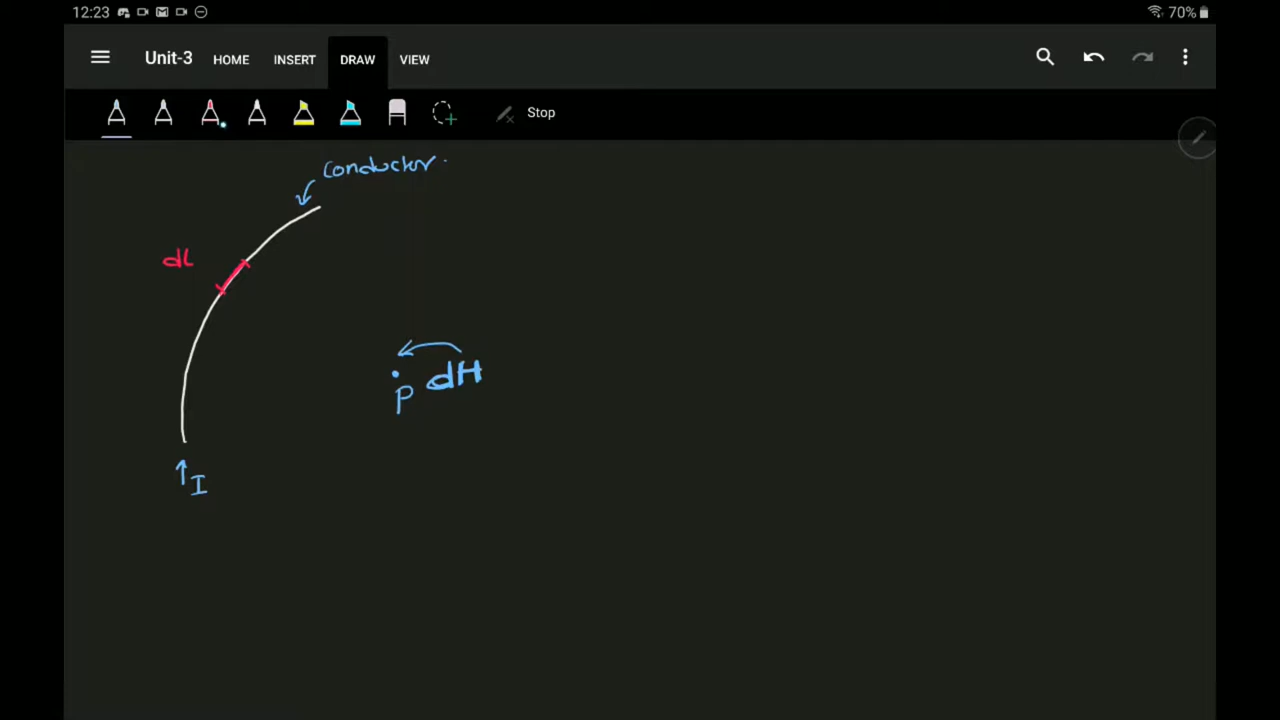 12:23 70%
Unit-3 HOME INSERT DRAW VIEW
Stop
conductor
dl
dH
P
I